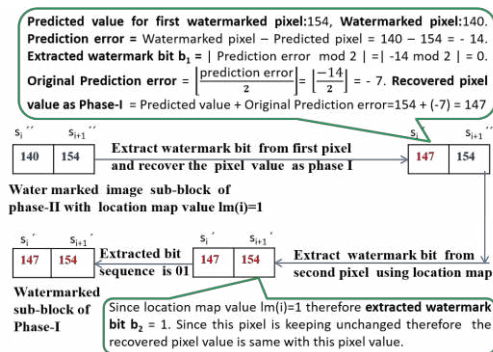 Predicted value for first watermarked pixel:154, Watermarked pixel:140.
Prediction error = Watermarked pixel – Predicted pixel = 140 – 154 = - 14.
Extracted watermark bit b₁ = | Prediction error mod 2 | =| -14 mod 2 | = 0.
Original Prediction error = ⌊prediction error / 2⌋ = ⌊-14 / 2⌋ = - 7. Recovered pixel
value as Phase-I = Predicted value + Original Prediction error=154 + (-7) = 147
sᵢ'' sᵢ₊₁''
140 154
Extract watermark bit from first pixel
and recover the pixel value as phase I
sᵢ' sᵢ₊₁''
147 154
Water marked image sub-block of
phase-II with location map value lm(i)=1
sᵢ' sᵢ₊₁'
147 154
Extracted bit
sequence is 01
sᵢ' sᵢ₊₁'
147 154
Extract watermark bit from
second pixel using location map
Watermarked
sub-block of
Phase-I
Since location map value lm(i)=1 therefore extracted watermark
bit b₂ = 1. Since this pixel is keeping unchanged therefore the
recovered pixel value is same with this pixel value.